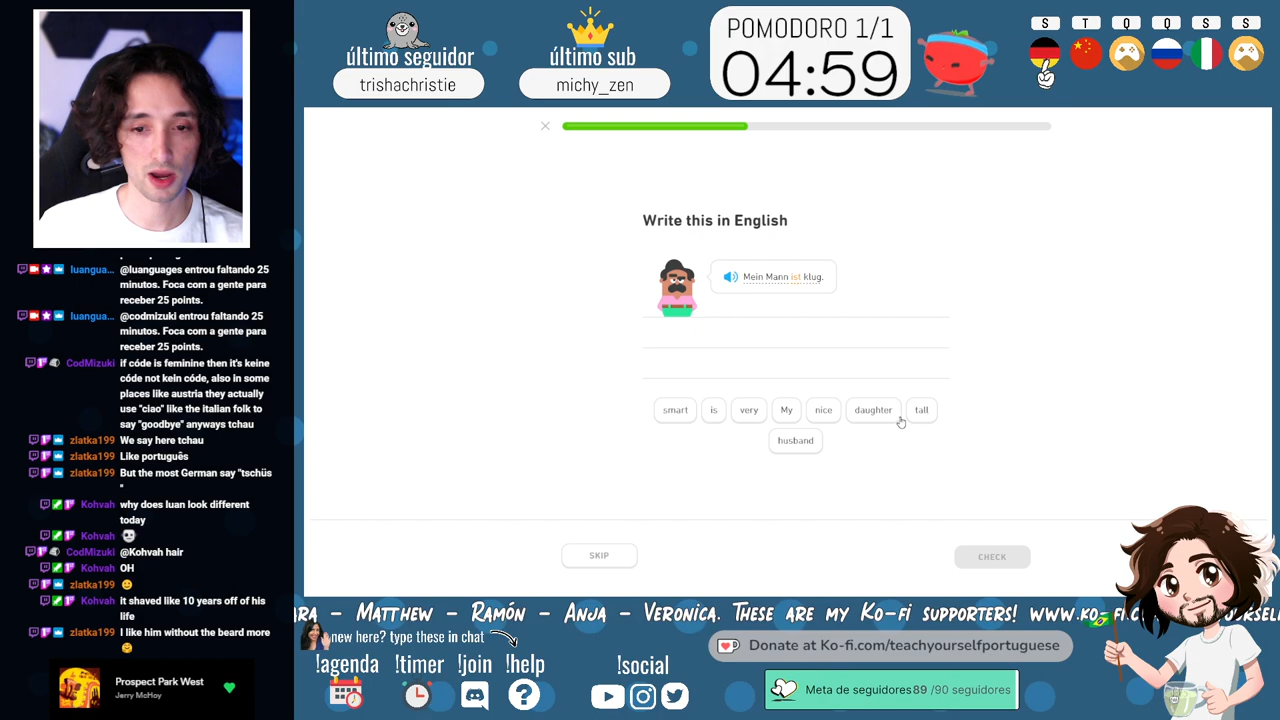 último seguidor
trishachristie
último sub
michy_zen
POMODORO 1/1
04:59
S T Q Q S S
Write this in English
Mein Mann ist klug.
smart is very My nice daughter tall
husband
SKIP
CHECK
luangua... @luanguages entrou faltando 25
minutos. Foca com a gente para
receber 25 points.
luangua... @codmizuki entrou faltando 25
minutos. Foca com a gente para
receber 25 points.
CodMizuki if códe is feminine then it's keine
códe not kein códe, also in some
places like austria they actually
use "ciao" like the italian folk to
say "goodbye" anyways tchau
zlatka199 We say here tchau
zlatka199 Like português
zlatka199 But the most German say "tschüs
"
Kohvah why does luan look different
today
Kohvah
CodMizuki @Kohvah hair
Kohvah OH
zlatka199
Kohvah it shaved like 10 years off of his
life
zlatka199 I like him without the beard more
Prospect Park West
Jerry McHoy
ARA – Matthew – Ramón – Anja – Veronica. These are my Ko-fi supporters! www.ko-fi.c
new here? type these in chat
!agenda !timer !join !help
!social
Donate at Ko-fi.com/teachyourselfportuguese
Meta de seguidores 89 /90 seguidores